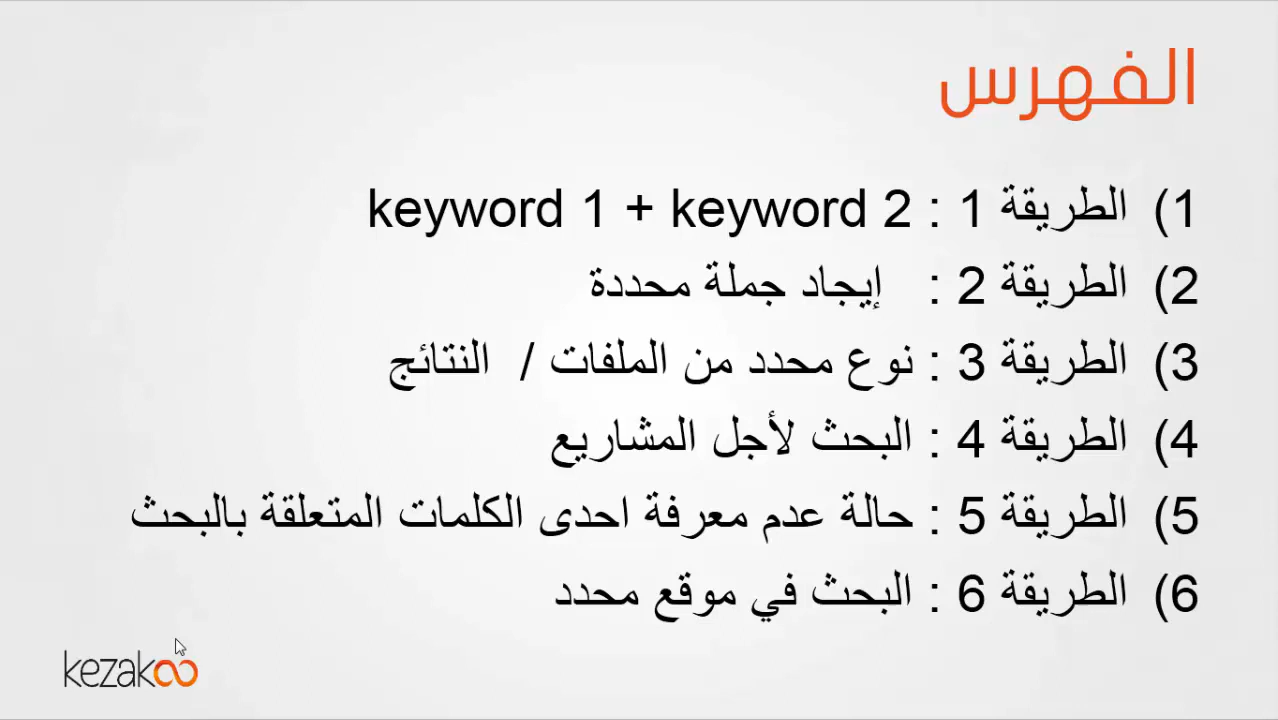 الفهرس
1) الطريقة 1 : keyword 1 + keyword 2
2) الطريقة 2 : إيجاد جملة محددة
3) الطريقة 3 : نوع محدد من الملفات / النتائج
4) الطريقة 4 : البحث لأجل المشاريع
5) الطريقة 5 : حالة عدم معرفة احدى الكلمات المتعلقة بالبحث
6) الطريقة 6 : البحث في موقع محدد
kezakoo